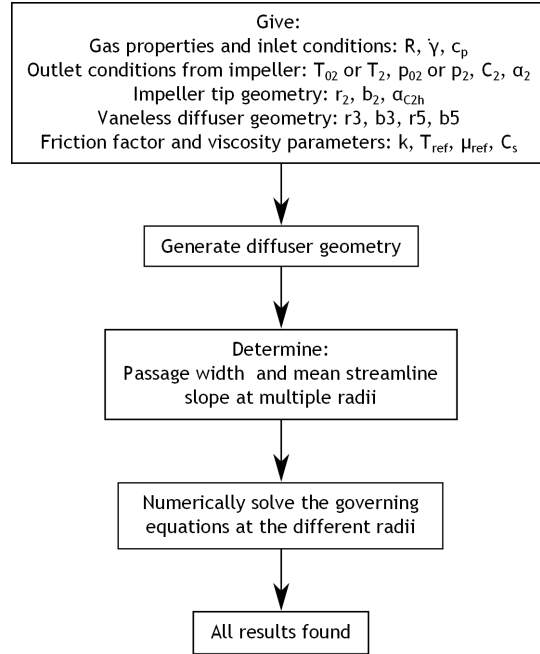 Give:
Gas properties and inlet conditions: R, γ, cₚ
Outlet conditions from impeller: T₀₂ or T₂, p₀₂ or p₂, C₂, α₂
Impeller tip geometry: r₂, b₂, α_C2h
Vaneless diffuser geometry: r3, b3, r5, b5
Friction factor and viscosity parameters: k, T_ref, μ_ref, Cₛ
Generate diffuser geometry
Determine:
Passage width and mean streamline
slope at multiple radii
Numerically solve the governing
equations at the different radii
All results found